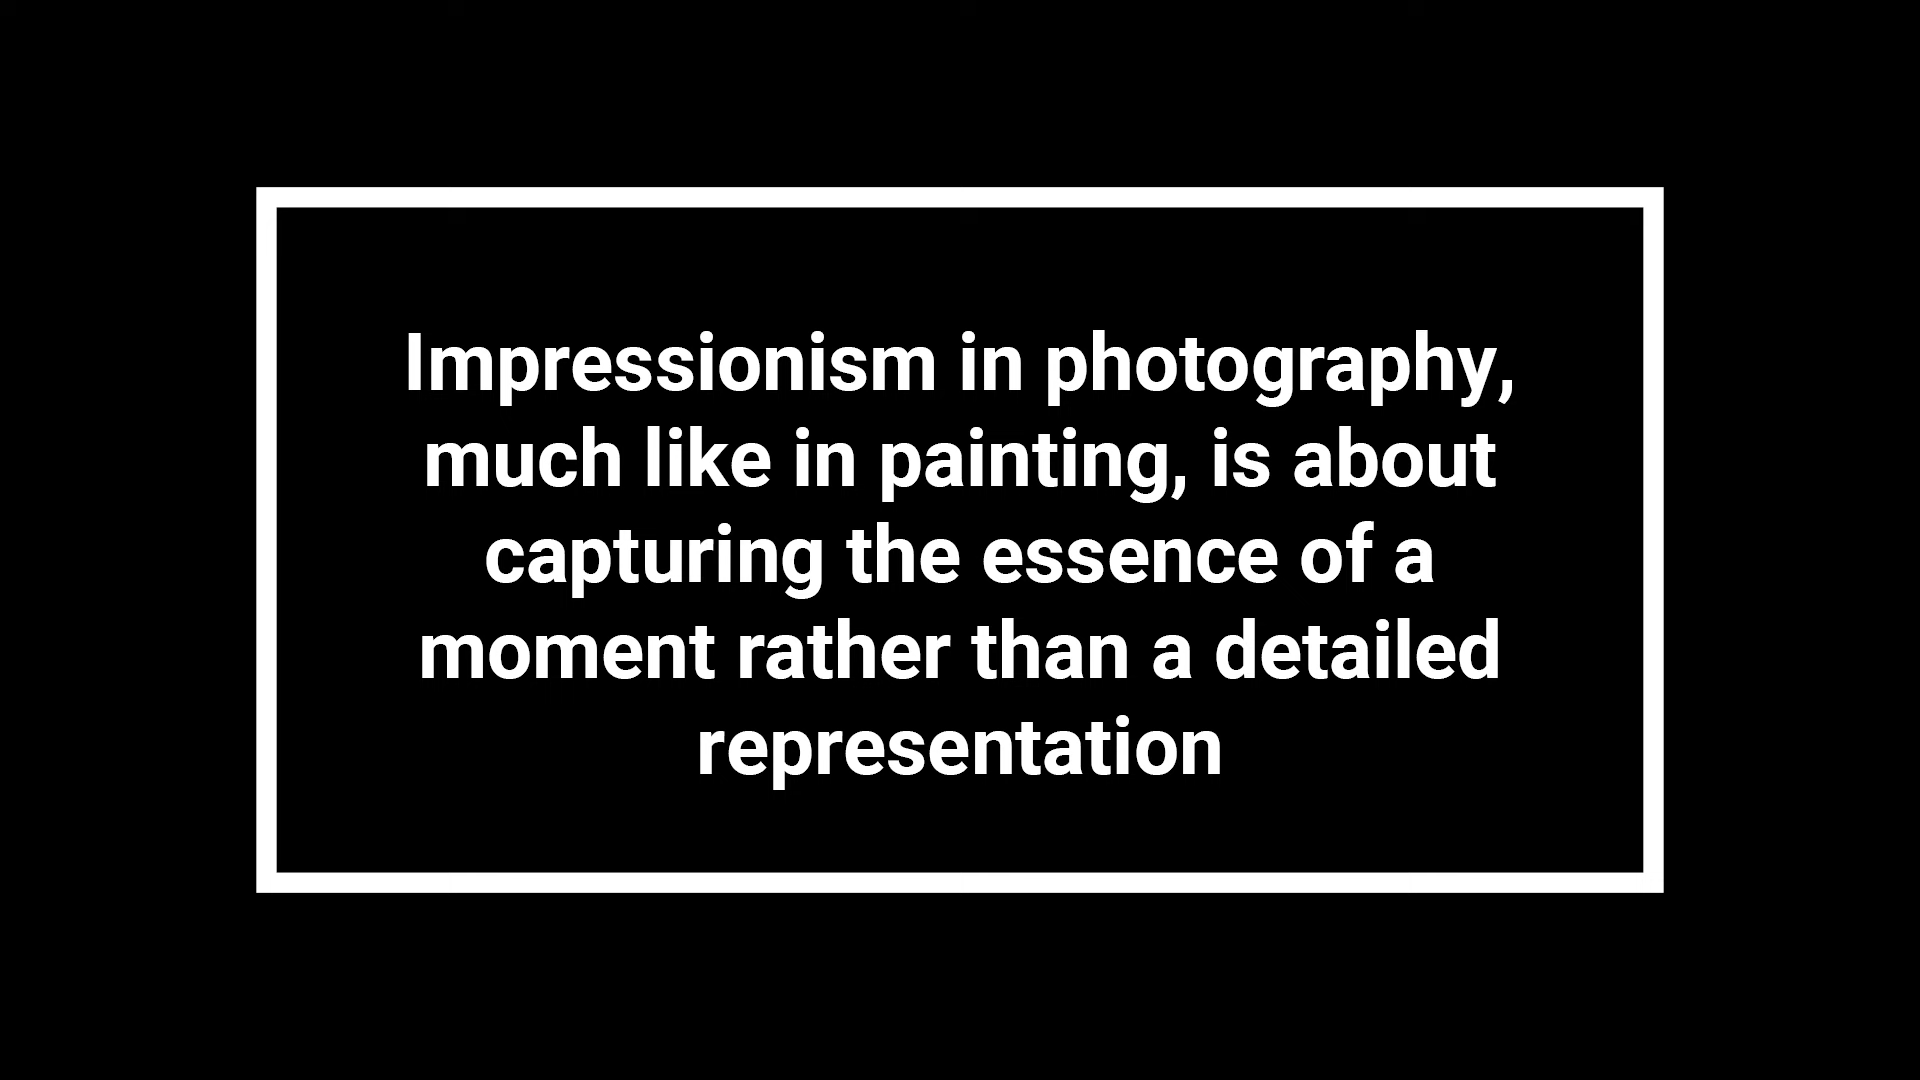 Impressionism in photography,
much like in painting, is about
capturing the essence of a
moment rather than a detailed
representation